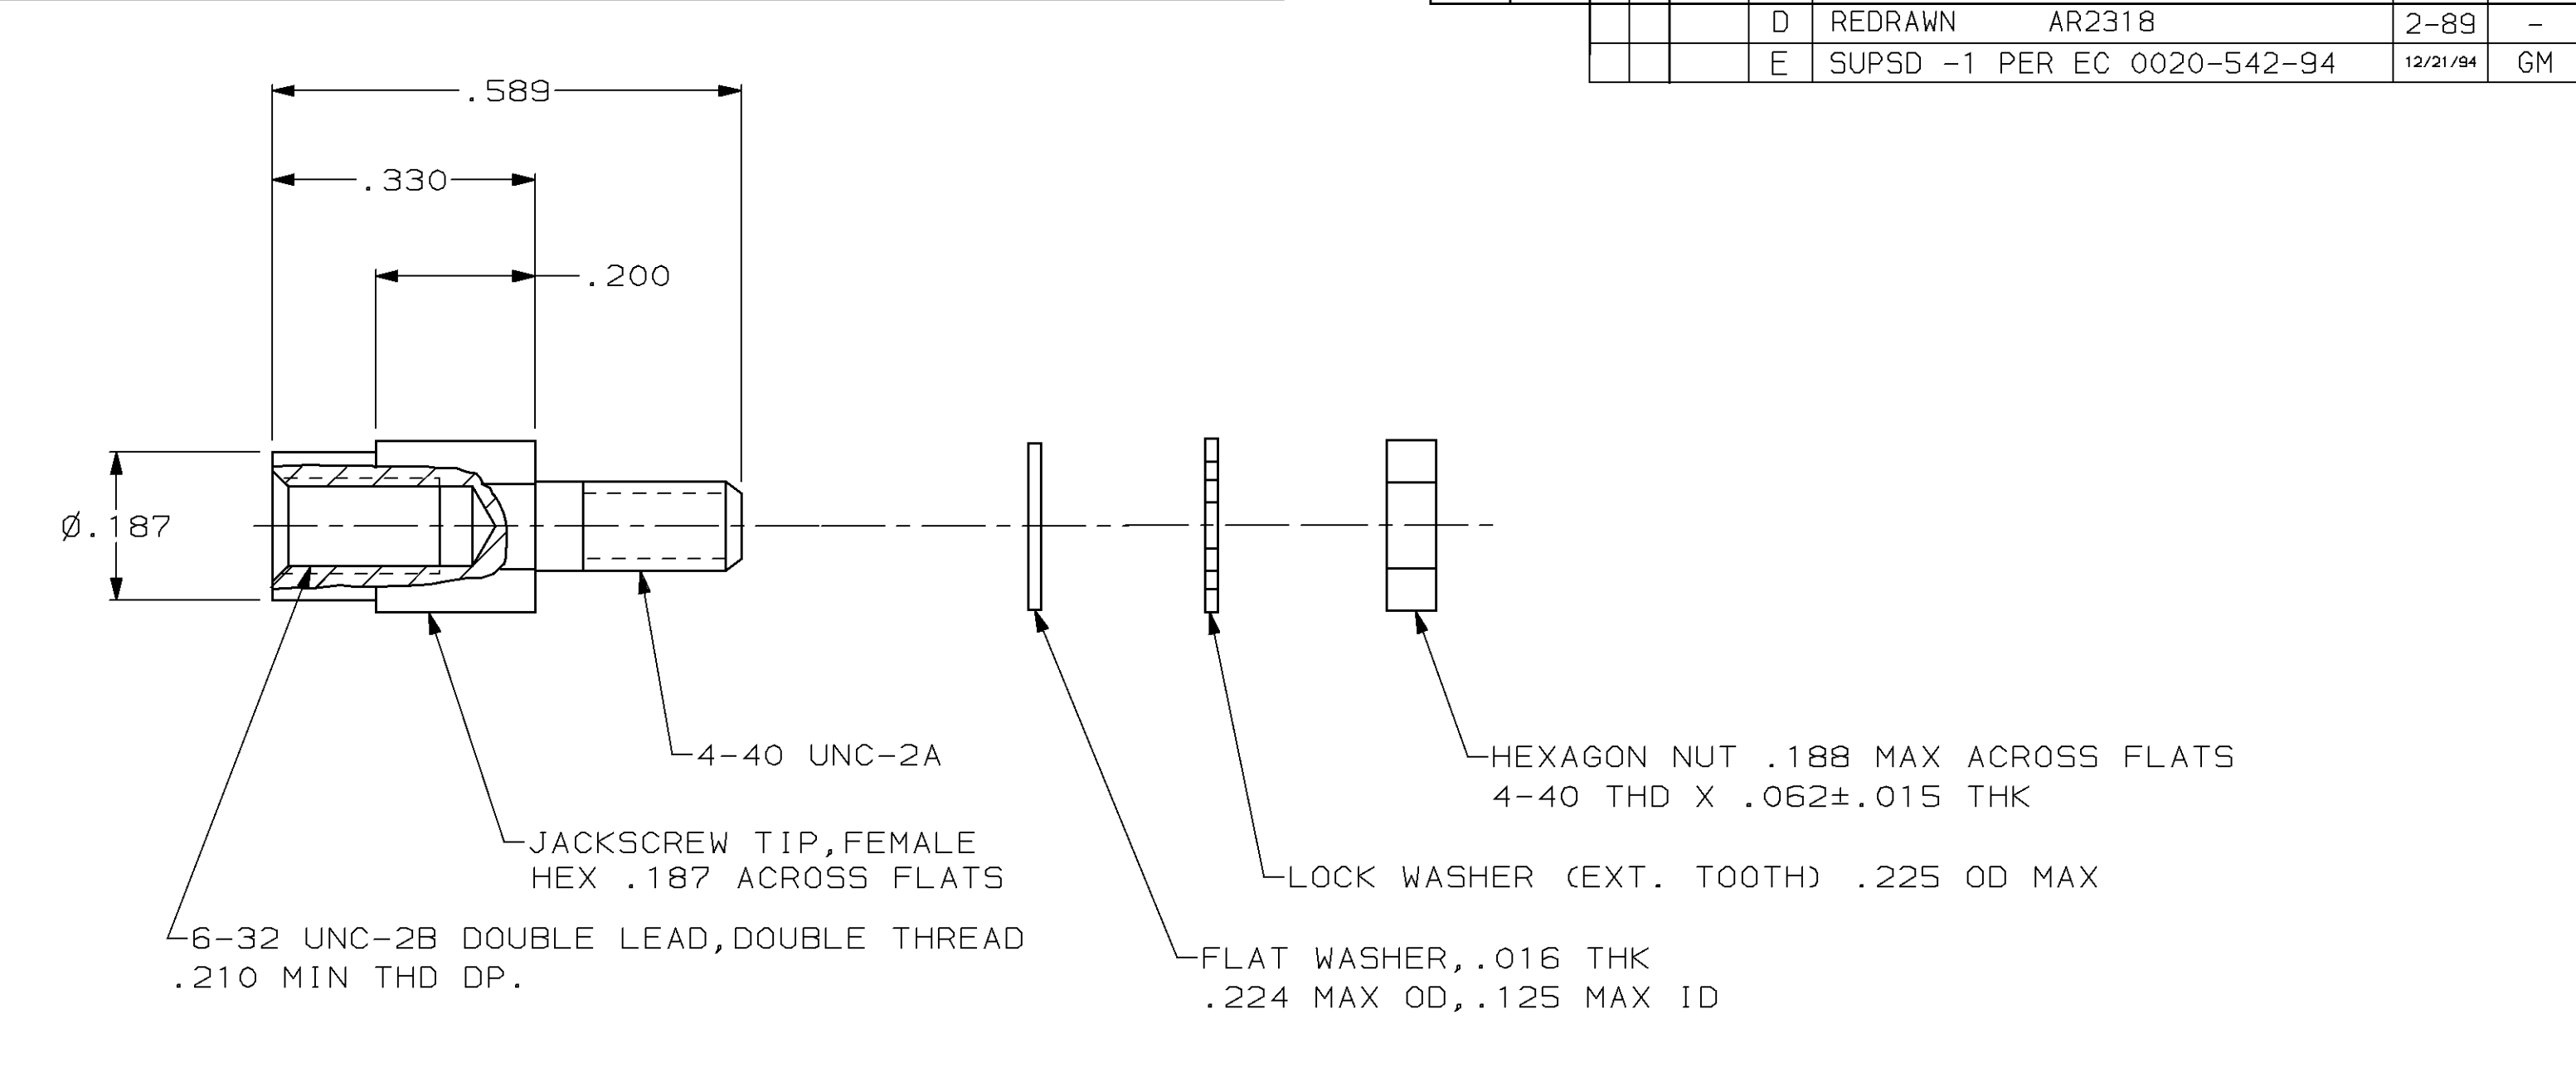 D REDRAWN AR2318 2-89 -
E SUPSD -1 PER EC 0020-542-94 12/21/94 GM
.589
.330
.200
Ø.187
4-40 UNC-2A
HEXAGON NUT .188 MAX ACROSS FLATS
4-40 THD X .062±.015 THK
JACKSCREW TIP,FEMALE
HEX .187 ACROSS FLATS
LOCK WASHER (EXT. TOOTH) .225 OD MAX
6-32 UNC-2B DOUBLE LEAD,DOUBLE THREAD
.210 MIN THD DP.
FLAT WASHER,.016 THK
.224 MAX OD,.125 MAX ID